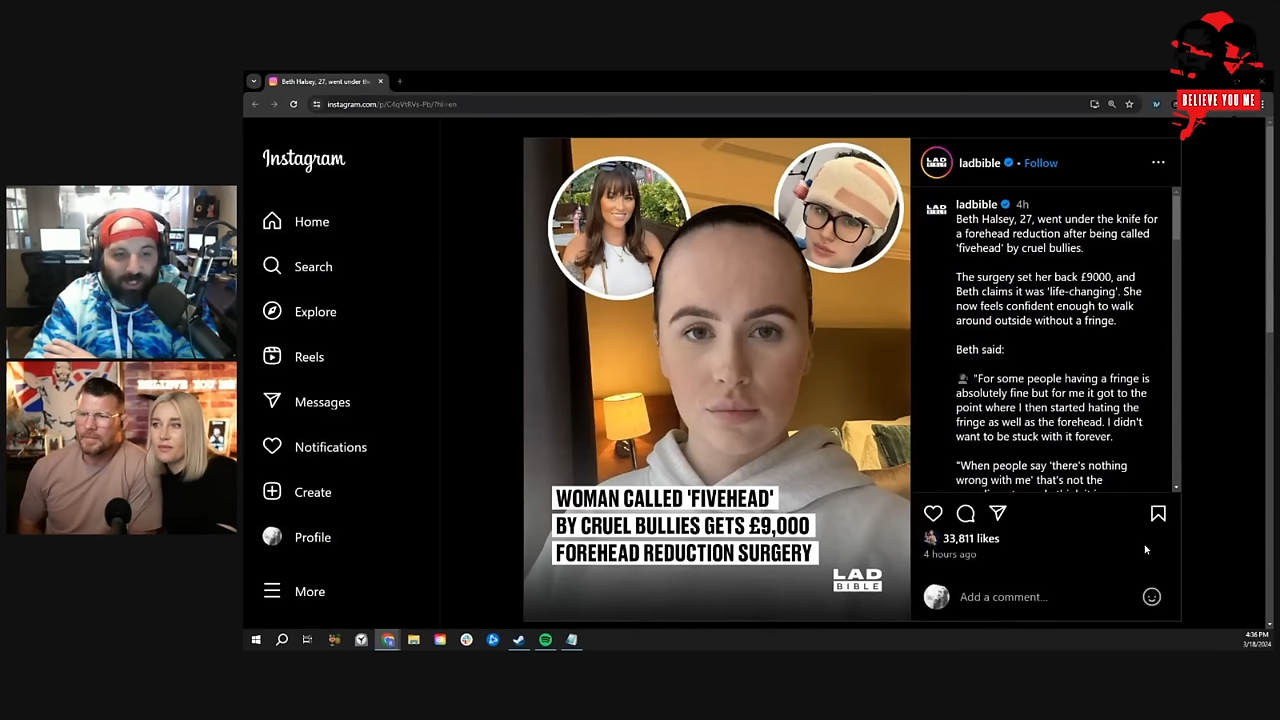 BELIEVE YOU ME
Beth Halsey, 27, went under th
instagram.com/p/C4qVtRVs-Pb/?hl=en
Instagram
Home
Search
Explore
Reels
Messages
Notifications
Create
Profile
More
WOMAN CALLED 'FIVEHEAD'
BY CRUEL BULLIES GETS £9,000
FOREHEAD REDUCTION SURGERY
LAD
BIBLE
LAD
BIBLE
ladbible • Follow
LAD
BIBLE
ladbible 4h
Beth Halsey, 27, went under the knife for
a forehead reduction after being called
'fivehead' by cruel bullies.
The surgery set her back £9000, and
Beth claims it was 'life-changing'. She
now feels confident enough to walk
around outside without a fringe.
Beth said:
"For some people having a fringe is
absolutely fine but for me it got to the
point where I then started hating the
fringe as well as the forehead. I didn't
want to be stuck with it forever.
"When people say 'there's nothing
wrong with me' that's not the
33,811 likes
4 hours ago
Add a comment...
4:36 PM
3/18/2024
BELIEVE YOU ME